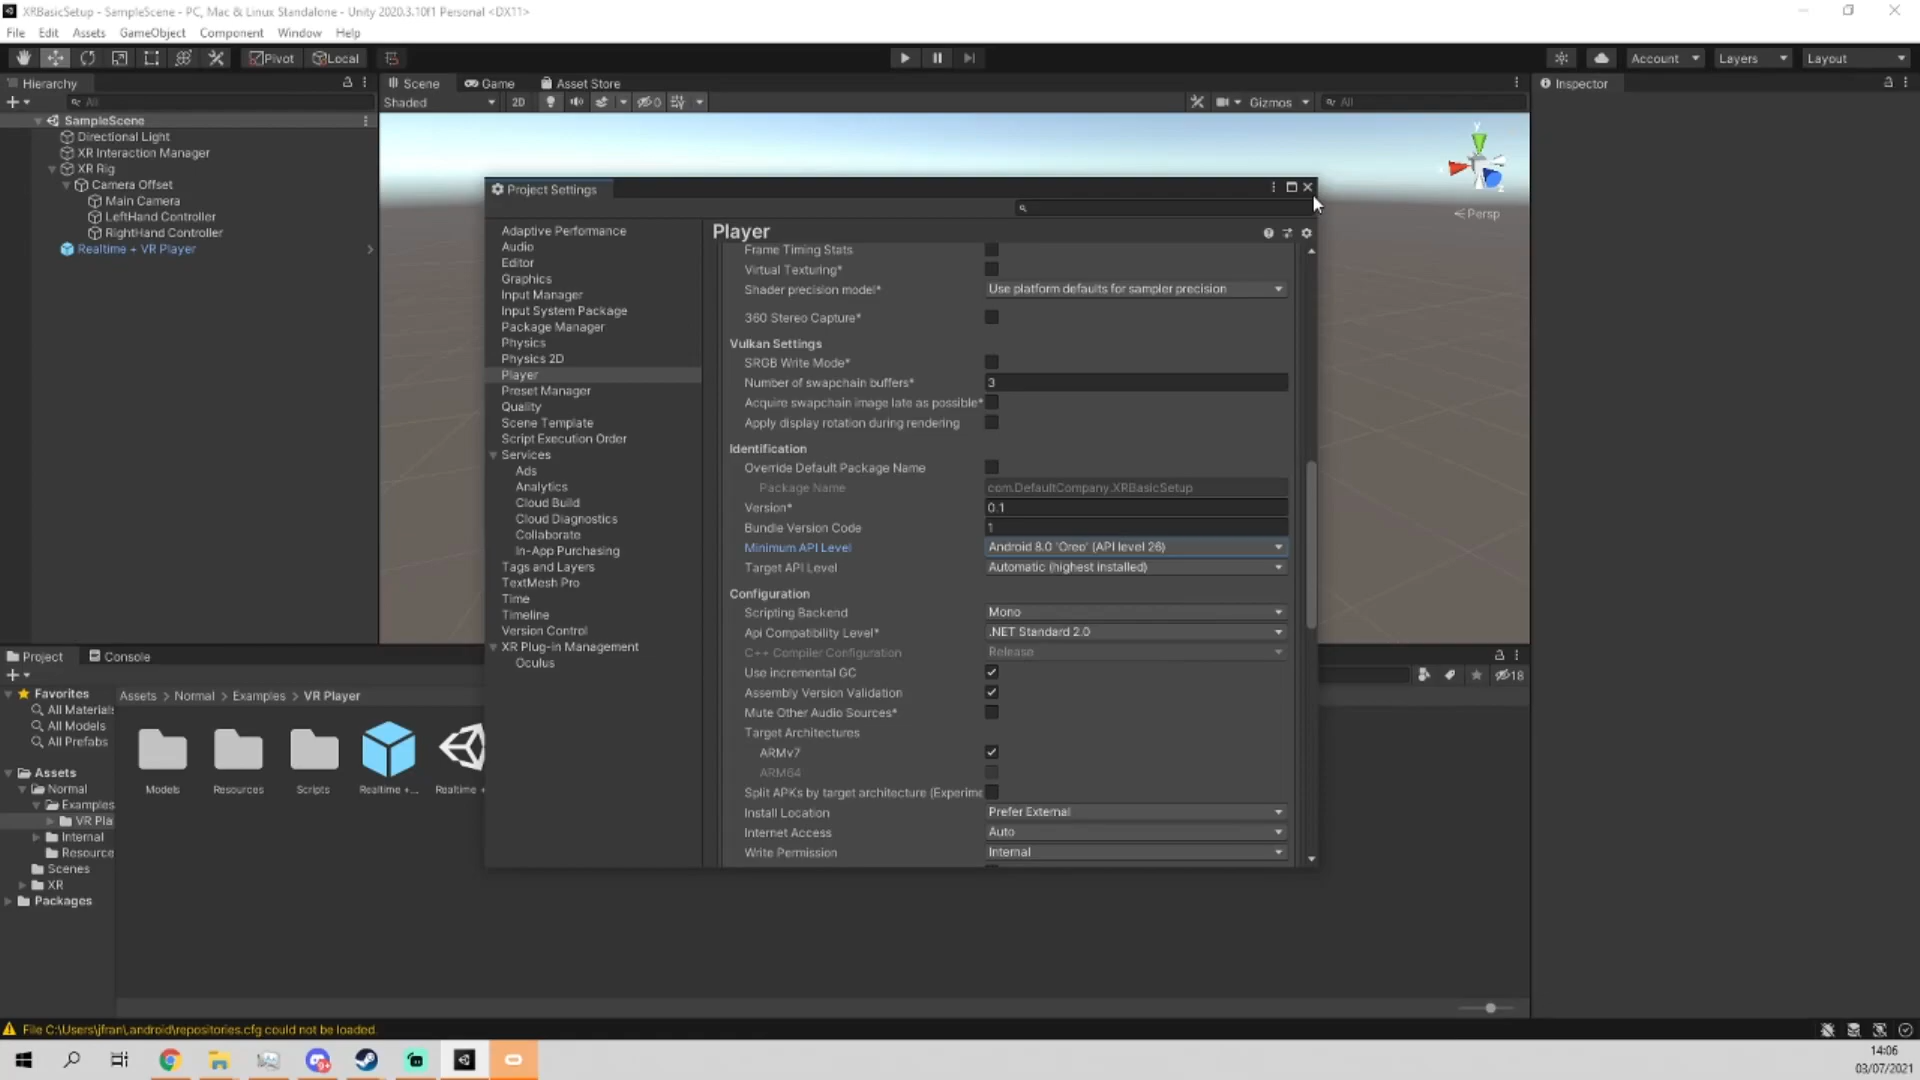 XRBasicSetup - SampleScene - PC, Mac & Linux Standalone - Unity 2020.3.10f1 Personal <DX11>
File Edit Assets GameObject Component Window Help
Pivot Local Account Layers Layout
Hierarchy
Scene Game Asset Store
Inspector
All
Shaded 2D 0 Gizmos All
SampleScene
Directional Light
XR Interaction Manager
XR Rig
Camera Offset
Main Camera
LeftHand Controller
RightHand Controller
Realtime + VR Player
y
z
Persp
Project Settings
Adaptive Performance
Audio
Editor
Graphics
Input Manager
Input System Package
Package Manager
Physics
Physics 2D
Player
Preset Manager
Quality
Scene Template
Script Execution Order
Services
Ads
Analytics
Cloud Build
Cloud Diagnostics
Collaborate
In-App Purchasing
Tags and Layers
TextMesh Pro
Time
Timeline
Version Control
XR Plug-in Management
Oculus
Player
Frame Timing Stats
Virtual Texturing*
Shader precision model* Use platform defaults for sampler precision
360 Stereo Capture*
Vulkan Settings
SRGB Write Mode*
Number of swapchain buffers* 3
Acquire swapchain image late as possible*
Apply display rotation during rendering
Identification
Override Default Package Name
Package Name com.DefaultCompany.XRBasicSetup
Version* 0.1
Bundle Version Code 1
Minimum API Level Android 8.0 'Oreo' (API level 26)
Target API Level Automatic (highest installed)
Configuration
Scripting Backend Mono
Api Compatibility Level* .NET Standard 2.0
C++ Compiler Configuration Release
Use incremental GC
Assembly Version Validation
Mute Other Audio Sources*
Target Architectures
ARMv7
ARM64
Split APKs by target architecture (Experime
Install Location Prefer External
Internet Access Auto
Write Permission Internal
Project Console
18
Favorites
All Materials
All Models
All Prefabs
Assets
Normal
Examples
VR Pla
Internal
Resource
Scenes
XR
Packages
Assets > Normal > Examples > VR Player
Models Resources Scripts Realtime +... Realtime +
File C:\Users\jfran\.android\repositories.cfg could not be loaded.
14:06
03/07/2021